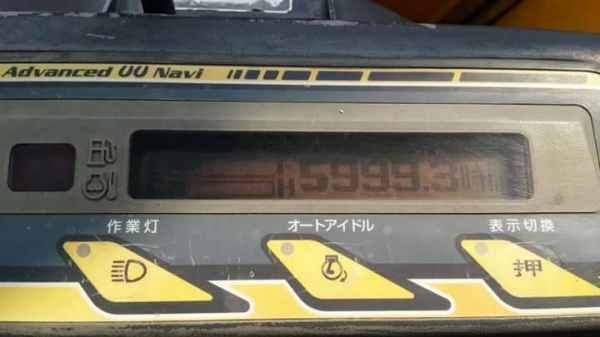 Advanced ωω Navi
5999.3時
作業灯
オートアイドル
表示切換
押